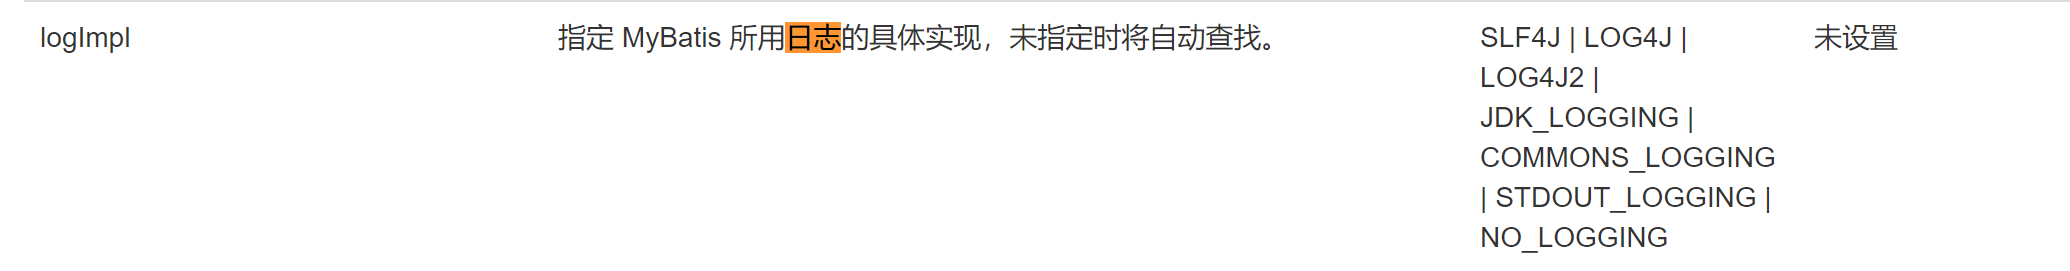 logImpl 指定 MyBatis 所用日志的具体实现，未指定时将自动查找。 SLF4J | LOG4J | 未设置
LOG4J2 |
JDK_LOGGING |
COMMONS_LOGGING
| STDOUT_LOGGING |
NO_LOGGING